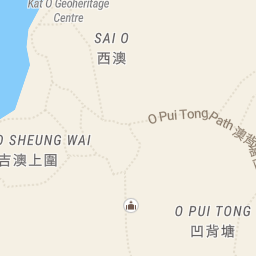 Kat O Geoheritage
Centre
SAI O
西澳
O Pui Tong Path 澳背塘
O SHEUNG WAI
吉澳上圍
O PUI TONG
凹背塘